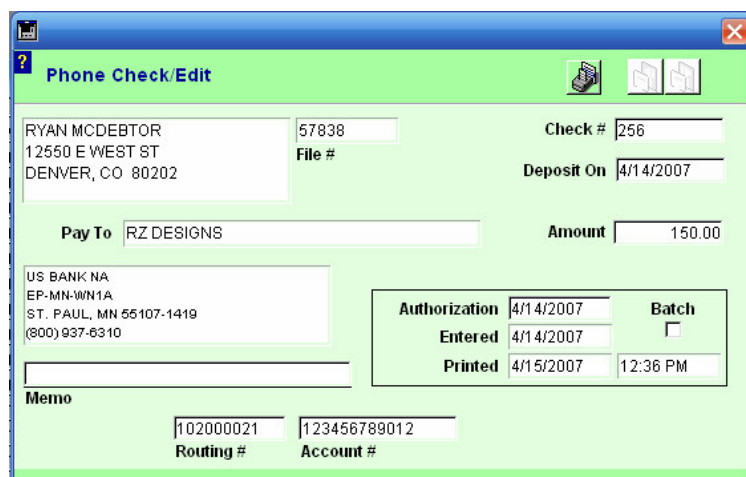 ?
Phone Check/Edit
RYAN MCDEBTOR
12550 E WEST ST
DENVER, CO 80202
57838
File #
Check # 256
Deposit On 4/14/2007
Pay To RZ DESIGNS
Amount 150.00
US BANK NA
EP-MN-WN1A
ST. PAUL, MN 55107-1419
(800) 937-6310
Authorization 4/14/2007 Batch
Entered 4/14/2007
Printed 4/15/2007 12:36 PM
Memo
102000021 123456789012
Routing # Account #